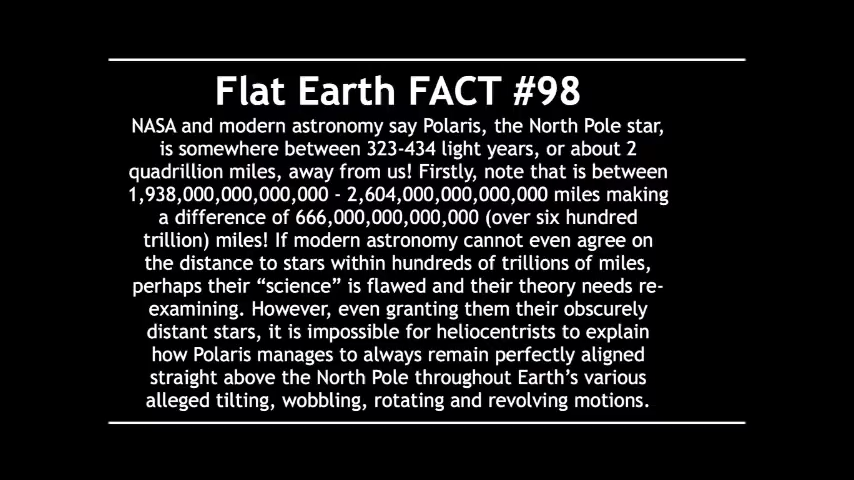 Flat Earth FACT #98
NASA and modern astronomy say Polaris, the North Pole star,
is somewhere between 323-434 light years, or about 2
quadrillion miles, away from us! Firstly, note that is between
1,938,000,000,000,000 - 2,604,000,000,000,000 miles making
a difference of 666,000,000,000,000 (over six hundred
trillion) miles! If modern astronomy cannot even agree on
the distance to stars within hundreds of trillions of miles,
perhaps their “science” is flawed and their theory needs re-
examining. However, even granting them their obscurely
distant stars, it is impossible for heliocentrists to explain
how Polaris manages to always remain perfectly aligned
straight above the North Pole throughout Earth’s various
alleged tilting, wobbling, rotating and revolving motions.